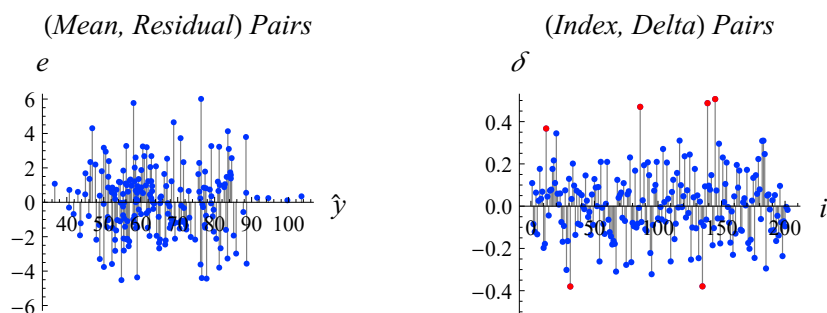 (Mean, Residual) Pairs
e
6
4
2
0
−2
−4
−6
40 50 60 70 80 90 100
ŷ
(Index, Delta) Pairs
δ
0.4
0.2
0.0
−0.2
−0.4
0 50 100 150 200
i